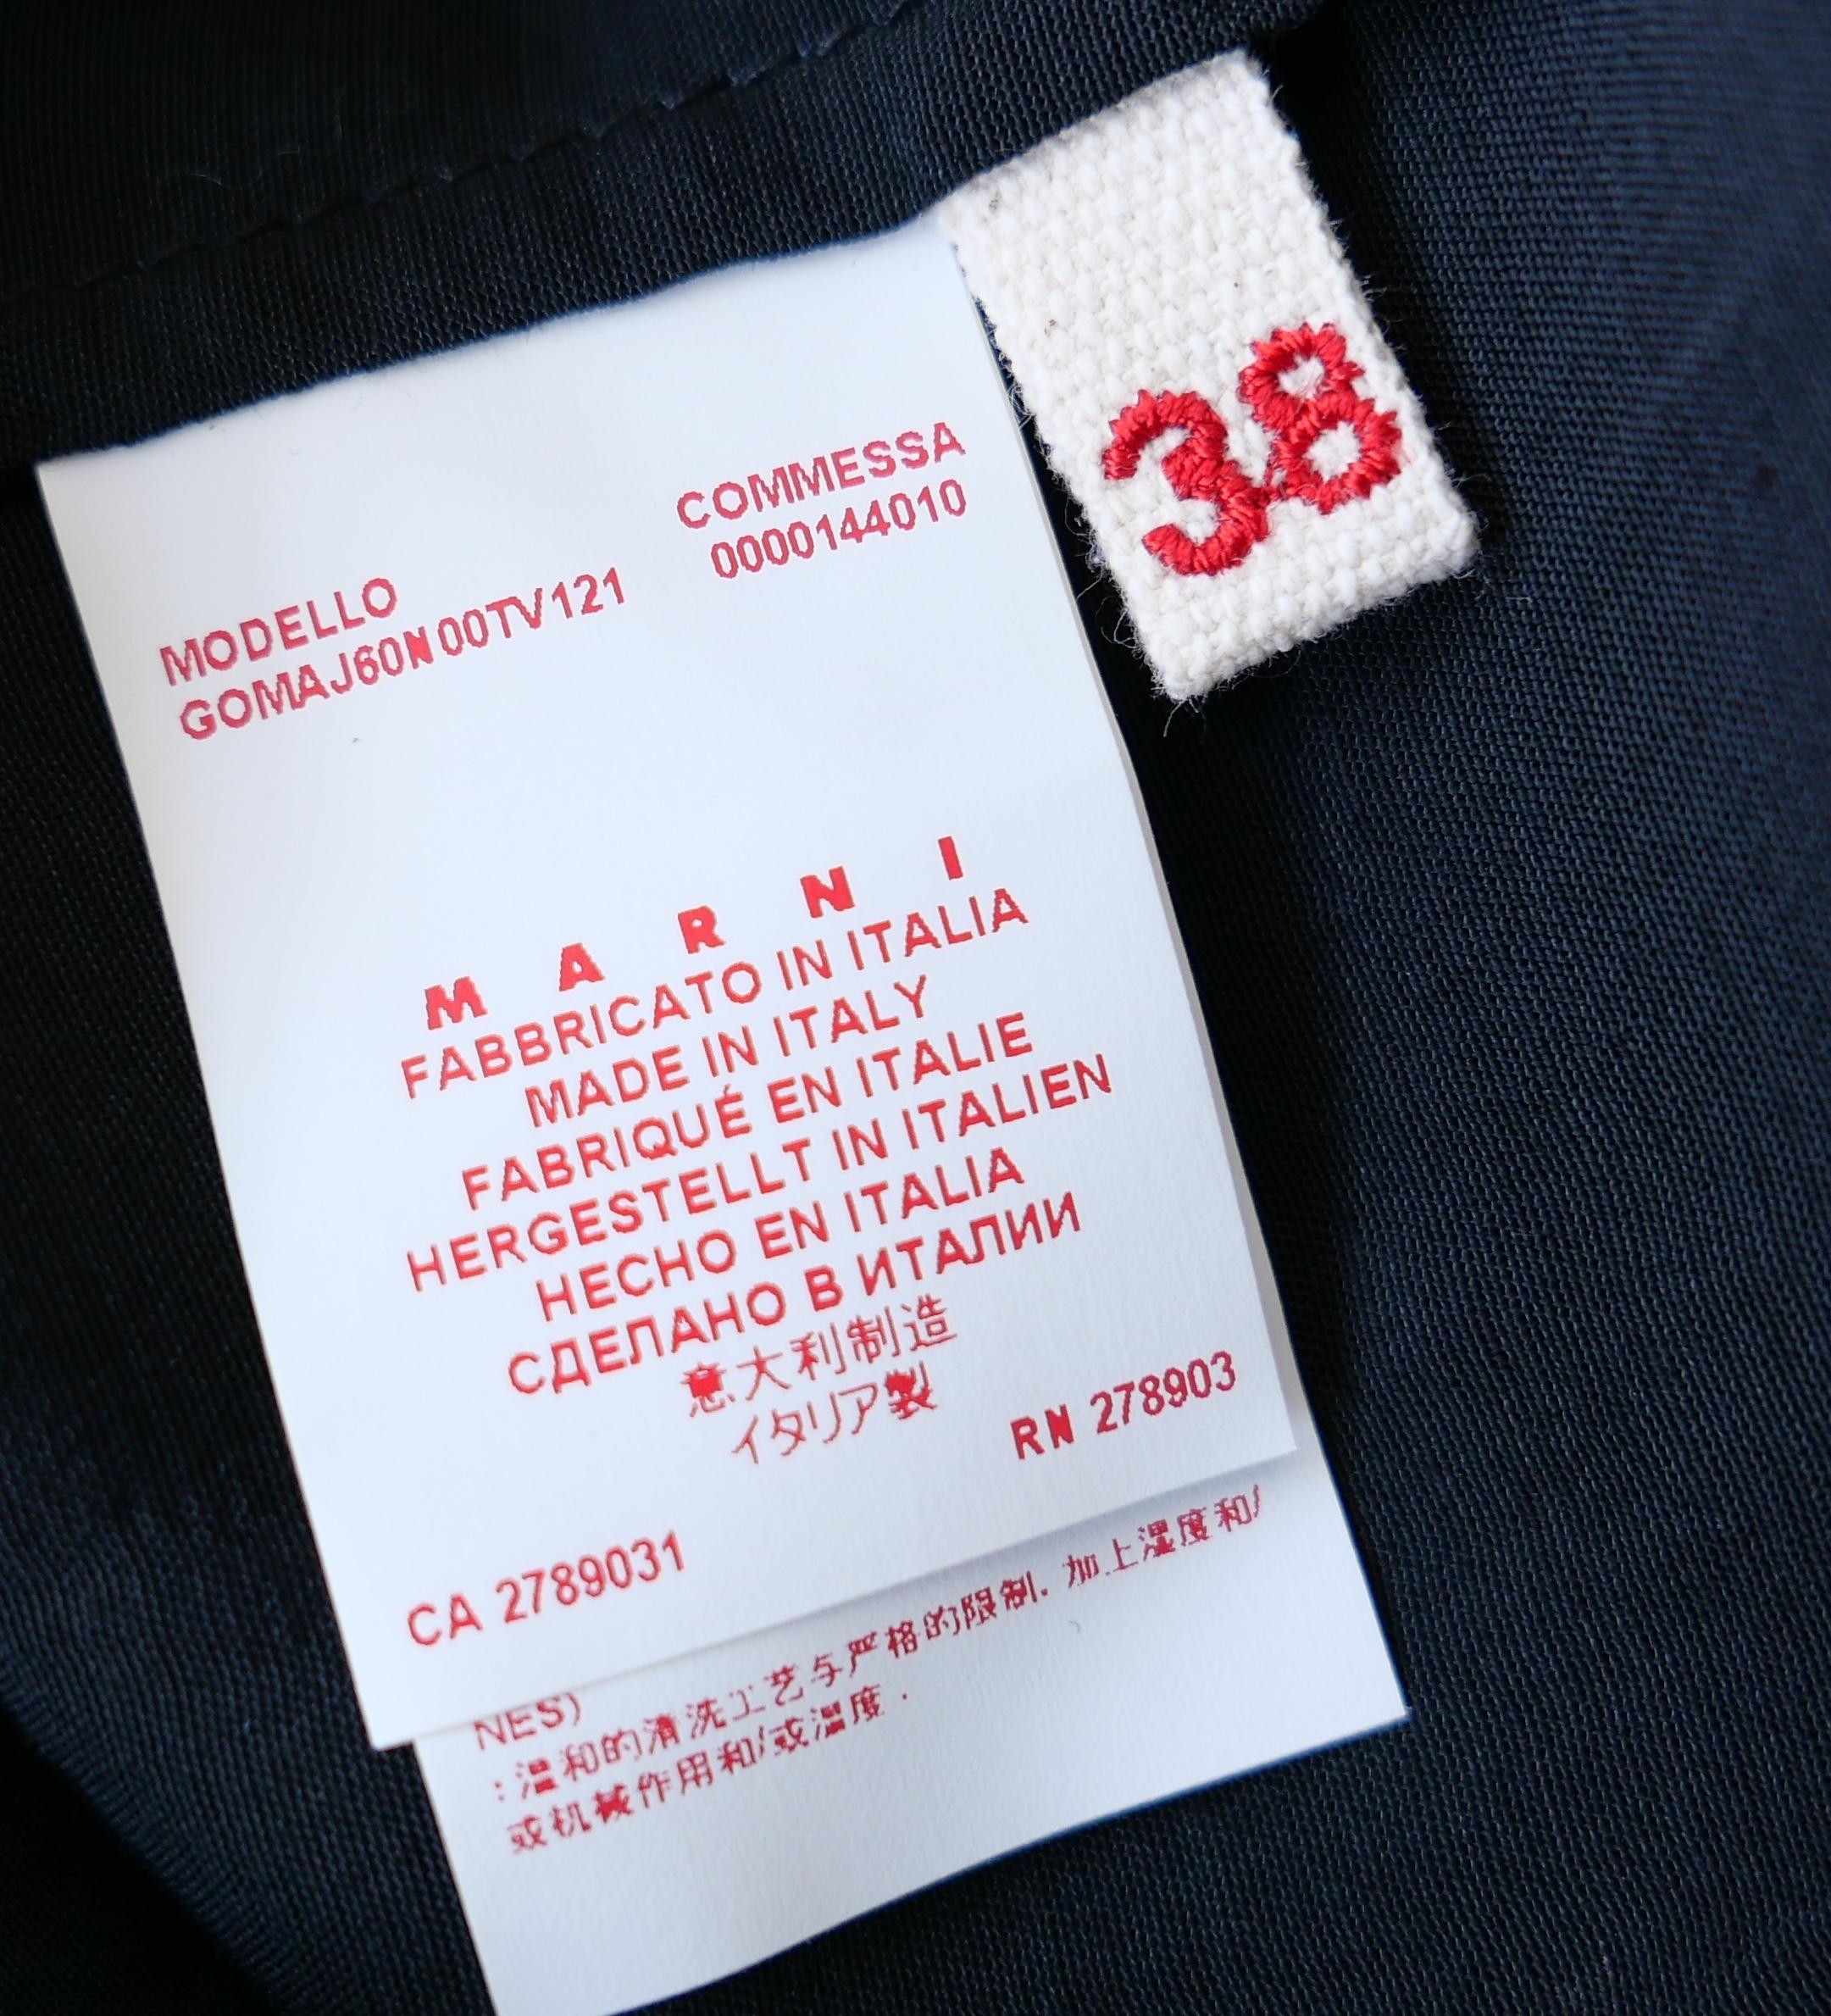 38
COMMESSA
0000144010
MODELLO
GOMAJ60N00TV121
MARNI
FABBRICATO IN ITALIA
MADE IN ITALY
FABRIQUÉ EN ITALIE
HERGESTELLT IN ITALIEN
HECHO EN ITALIA
СДЕЛАНО В ИТАЛИИ
意大利制造
イタリア製
RN 278903
CA 2789031
NES)
:温和的清洗工艺与严格的限制. 加上湿度和/
或机械作用和/或温度.